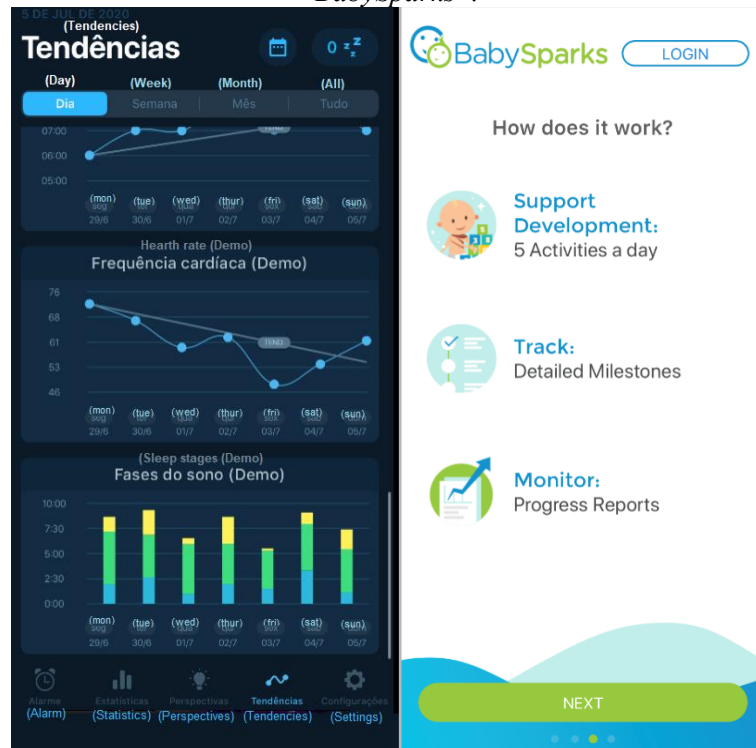 "Babysparks".
5 DE JUL DE 2020
(Tendencies)
Tendências
0 zzz
(Day) (Week) (Month) (All)
Dia Semana Mês Tudo
07:00
06:00
05:00
TEND
(mon) (tue) (wed) (thur) (fri) (sat) (sun)
seg
29/6 30/6 01/7 02/7 03/7 04/7 05/7
Hearth rate (Demo)
Frequência cardíaca (Demo)
76
68
61
53
46
TEND
(mon) (tue) (wed) (thur) (fri) (sat) (sun)
seg
29/6 30/6 01/7 02/7 03/7 04/7 05/7
(Sleep stages (Demo)
Fases do sono (Demo)
10:00
7:30
5:00
2:30
0:00
(mon) (tue) (wed) (thur) (fri) (sat) (sun)
seg
29/6 30/6 01/7 02/7 03/7 04/7 05/7
Alarme Estatísticas Perspectivas Tendências Configurações
(Alarm) (Statistics) (Perspectives) (Tendencies) (Settings)
BabySparks
LOGIN
How does it work?
Support
Development:
5 Activities a day
Track:
Detailed Milestones
Monitor:
Progress Reports
NEXT